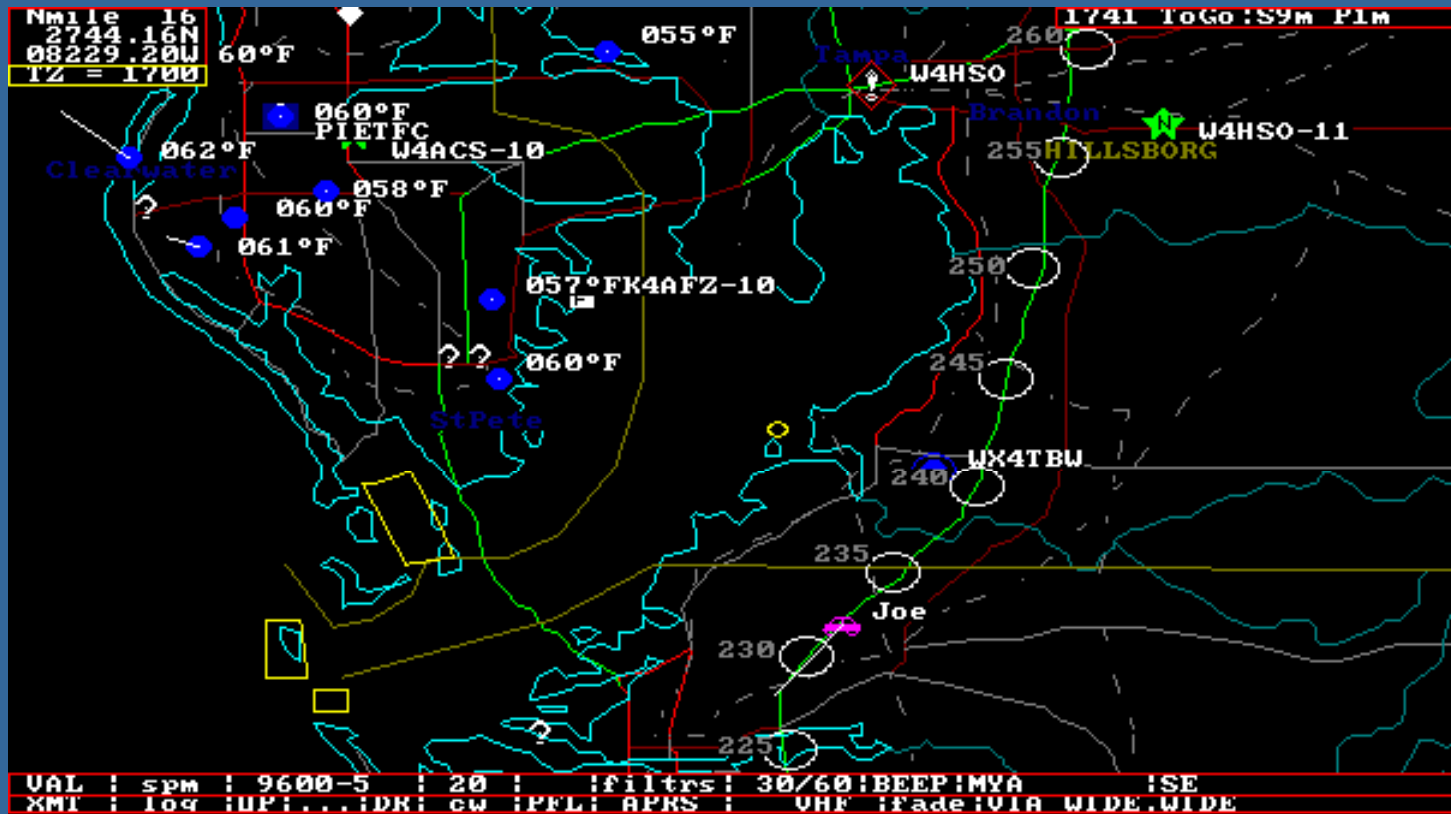 Nmile 16
2744.16N
08229.20W
TZ = 1700
1741 ToGo:S9m P1m
60°F
055°F
Tampa
260
W4HSO
060°F
PIETFC
Brandon
W4HSO-11
062°F
W4ACS-10
255
HILLSBORG
Clearwater
058°F
?
060°F
061°F
250
057°F
K4AFZ-10
? ?
060°F
245
StPete
WX4TBW
240
235
Joe
230
?
225
VAL | spm | 9600-5 | 20 | |filtrs| 30/60|BEEP|MYA |SE
XMT | log |UP|...|DR| cw |PFL| APRS | VHF |fade|VIA WIDE.WIDE